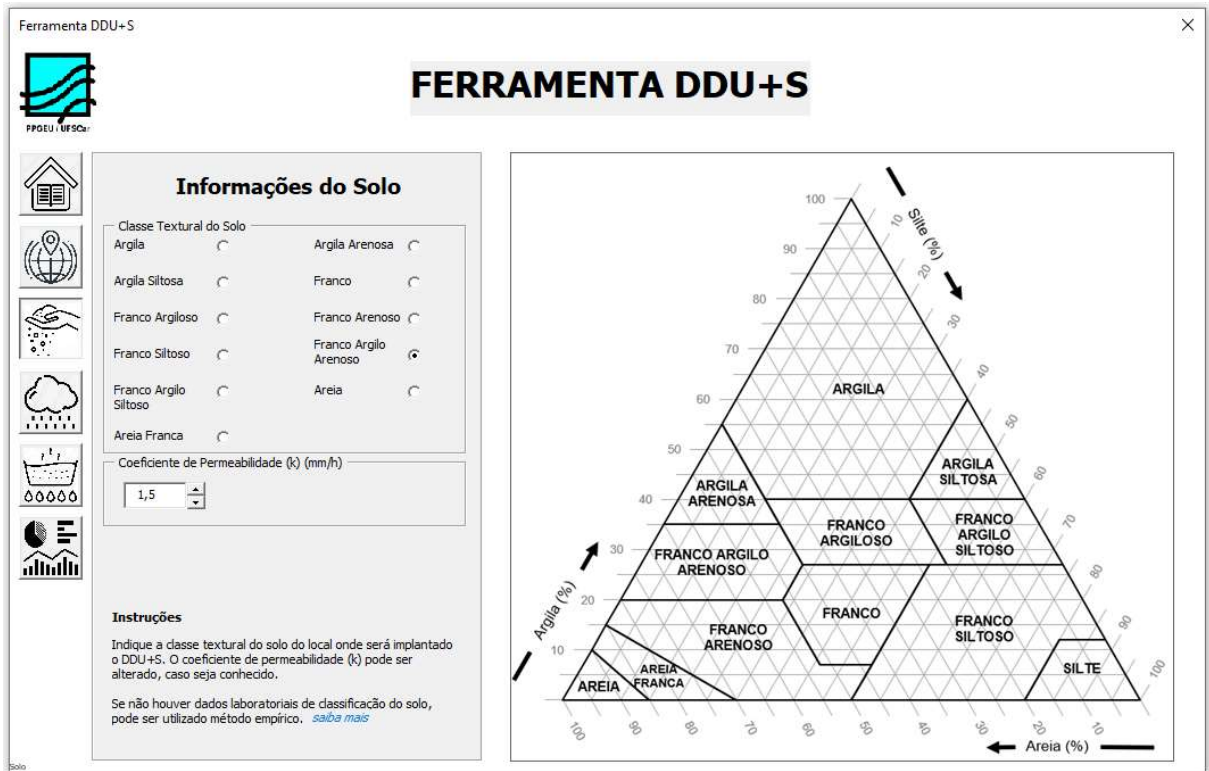 Ferramenta DDU+S
FERRAMENTA DDU+S
PPGEU / UFSCar
Informações do Solo
Classe Textural do Solo
Argila
Argila Arenosa
Argila Siltosa
Franco
Franco Argiloso
Franco Arenoso
Franco Siltoso
Franco Argilo
Arenoso
Franco Argilo
Siltoso
Areia
Areia Franca
Coeficiente de Permeabilidade (k) (mm/h)
1,5
Instruções
Indique a classe textural do solo do local onde será implantado
o DDU+S. O coeficiente de permeabilidade (k) pode ser
alterado, caso seja conhecido.
Se não houver dados laboratoriais de classificação do solo,
pode ser utilizado método empírico. saiba mais
Solo
100
90
80
70
60
50
40
30
20
10
Argila (%)
10
20
30
40
50
60
70
80
90
100
Silte (%)
100
90
80
70
60
50
40
30
20
10
Areia (%)
ARGILA
ARGILA
SILTOSA
ARGILA
ARENOSA
FRANCO
ARGILOSO
FRANCO
ARGILO
SILTOSO
FRANCO ARGILO
ARENOSO
FRANCO
FRANCO
ARENOSO
FRANCO
SILTOSO
AREIA
FRANCA
AREIA
SILTE